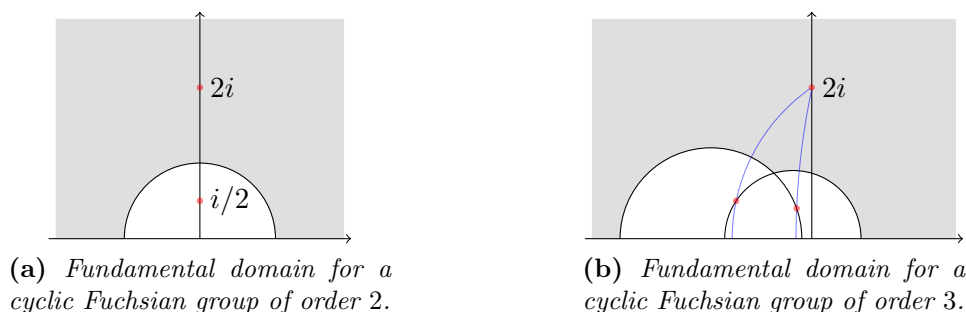 2i
i/2
2i
(a) Fundamental domain for a
cyclic Fuchsian group of order 2.
(b) Fundamental domain for a
cyclic Fuchsian group of order 3.